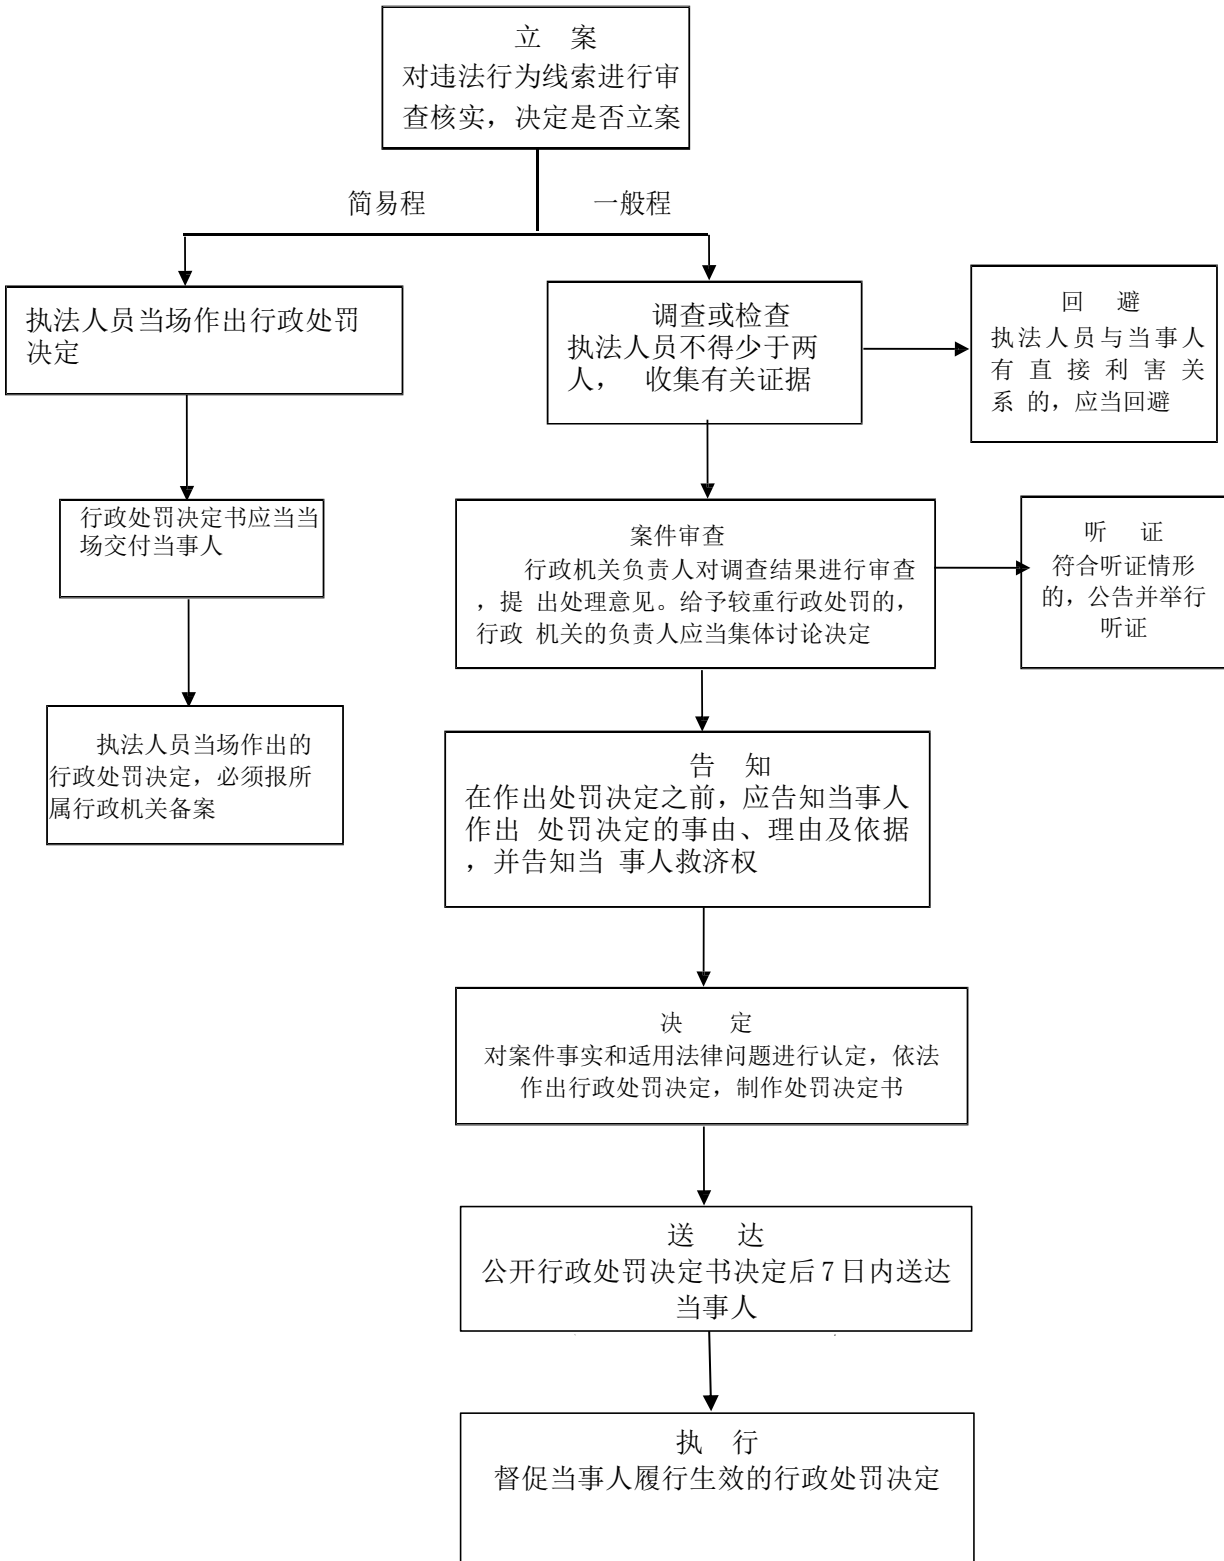 立 案
对违法行为线索进行审
查核实，决定是否立案
简易程
一般程
执法人员当场作出行政处罚
决定
调查或检查
执法人员不得少于两
人， 收集有关证据
回 避
执法人员与当事人
有 直 接 利 害 关
系 的，应当回避
行政处罚决定书应当当
场交付当事人
案件审查
行政机关负责人对调查结果进行审查
，提 出处理意见。给予较重行政处罚的，
行政 机关的负责人应当集体讨论决定
听 证
符合听证情形
的，公告并举行
听证
执法人员当场作出的
行政处罚决定，必须报所
属行政机关备案
告 知
在作出处罚决定之前，应告知当事人
作出 处罚决定的事由、理由及依据
，并告知当 事人救济权
决 定
对案件事实和适用法律问题进行认定，依法
作出行政处罚决定，制作处罚决定书
送 达
公开行政处罚决定书决定后7日内送达
当事人
执 行
督促当事人履行生效的行政处罚决定